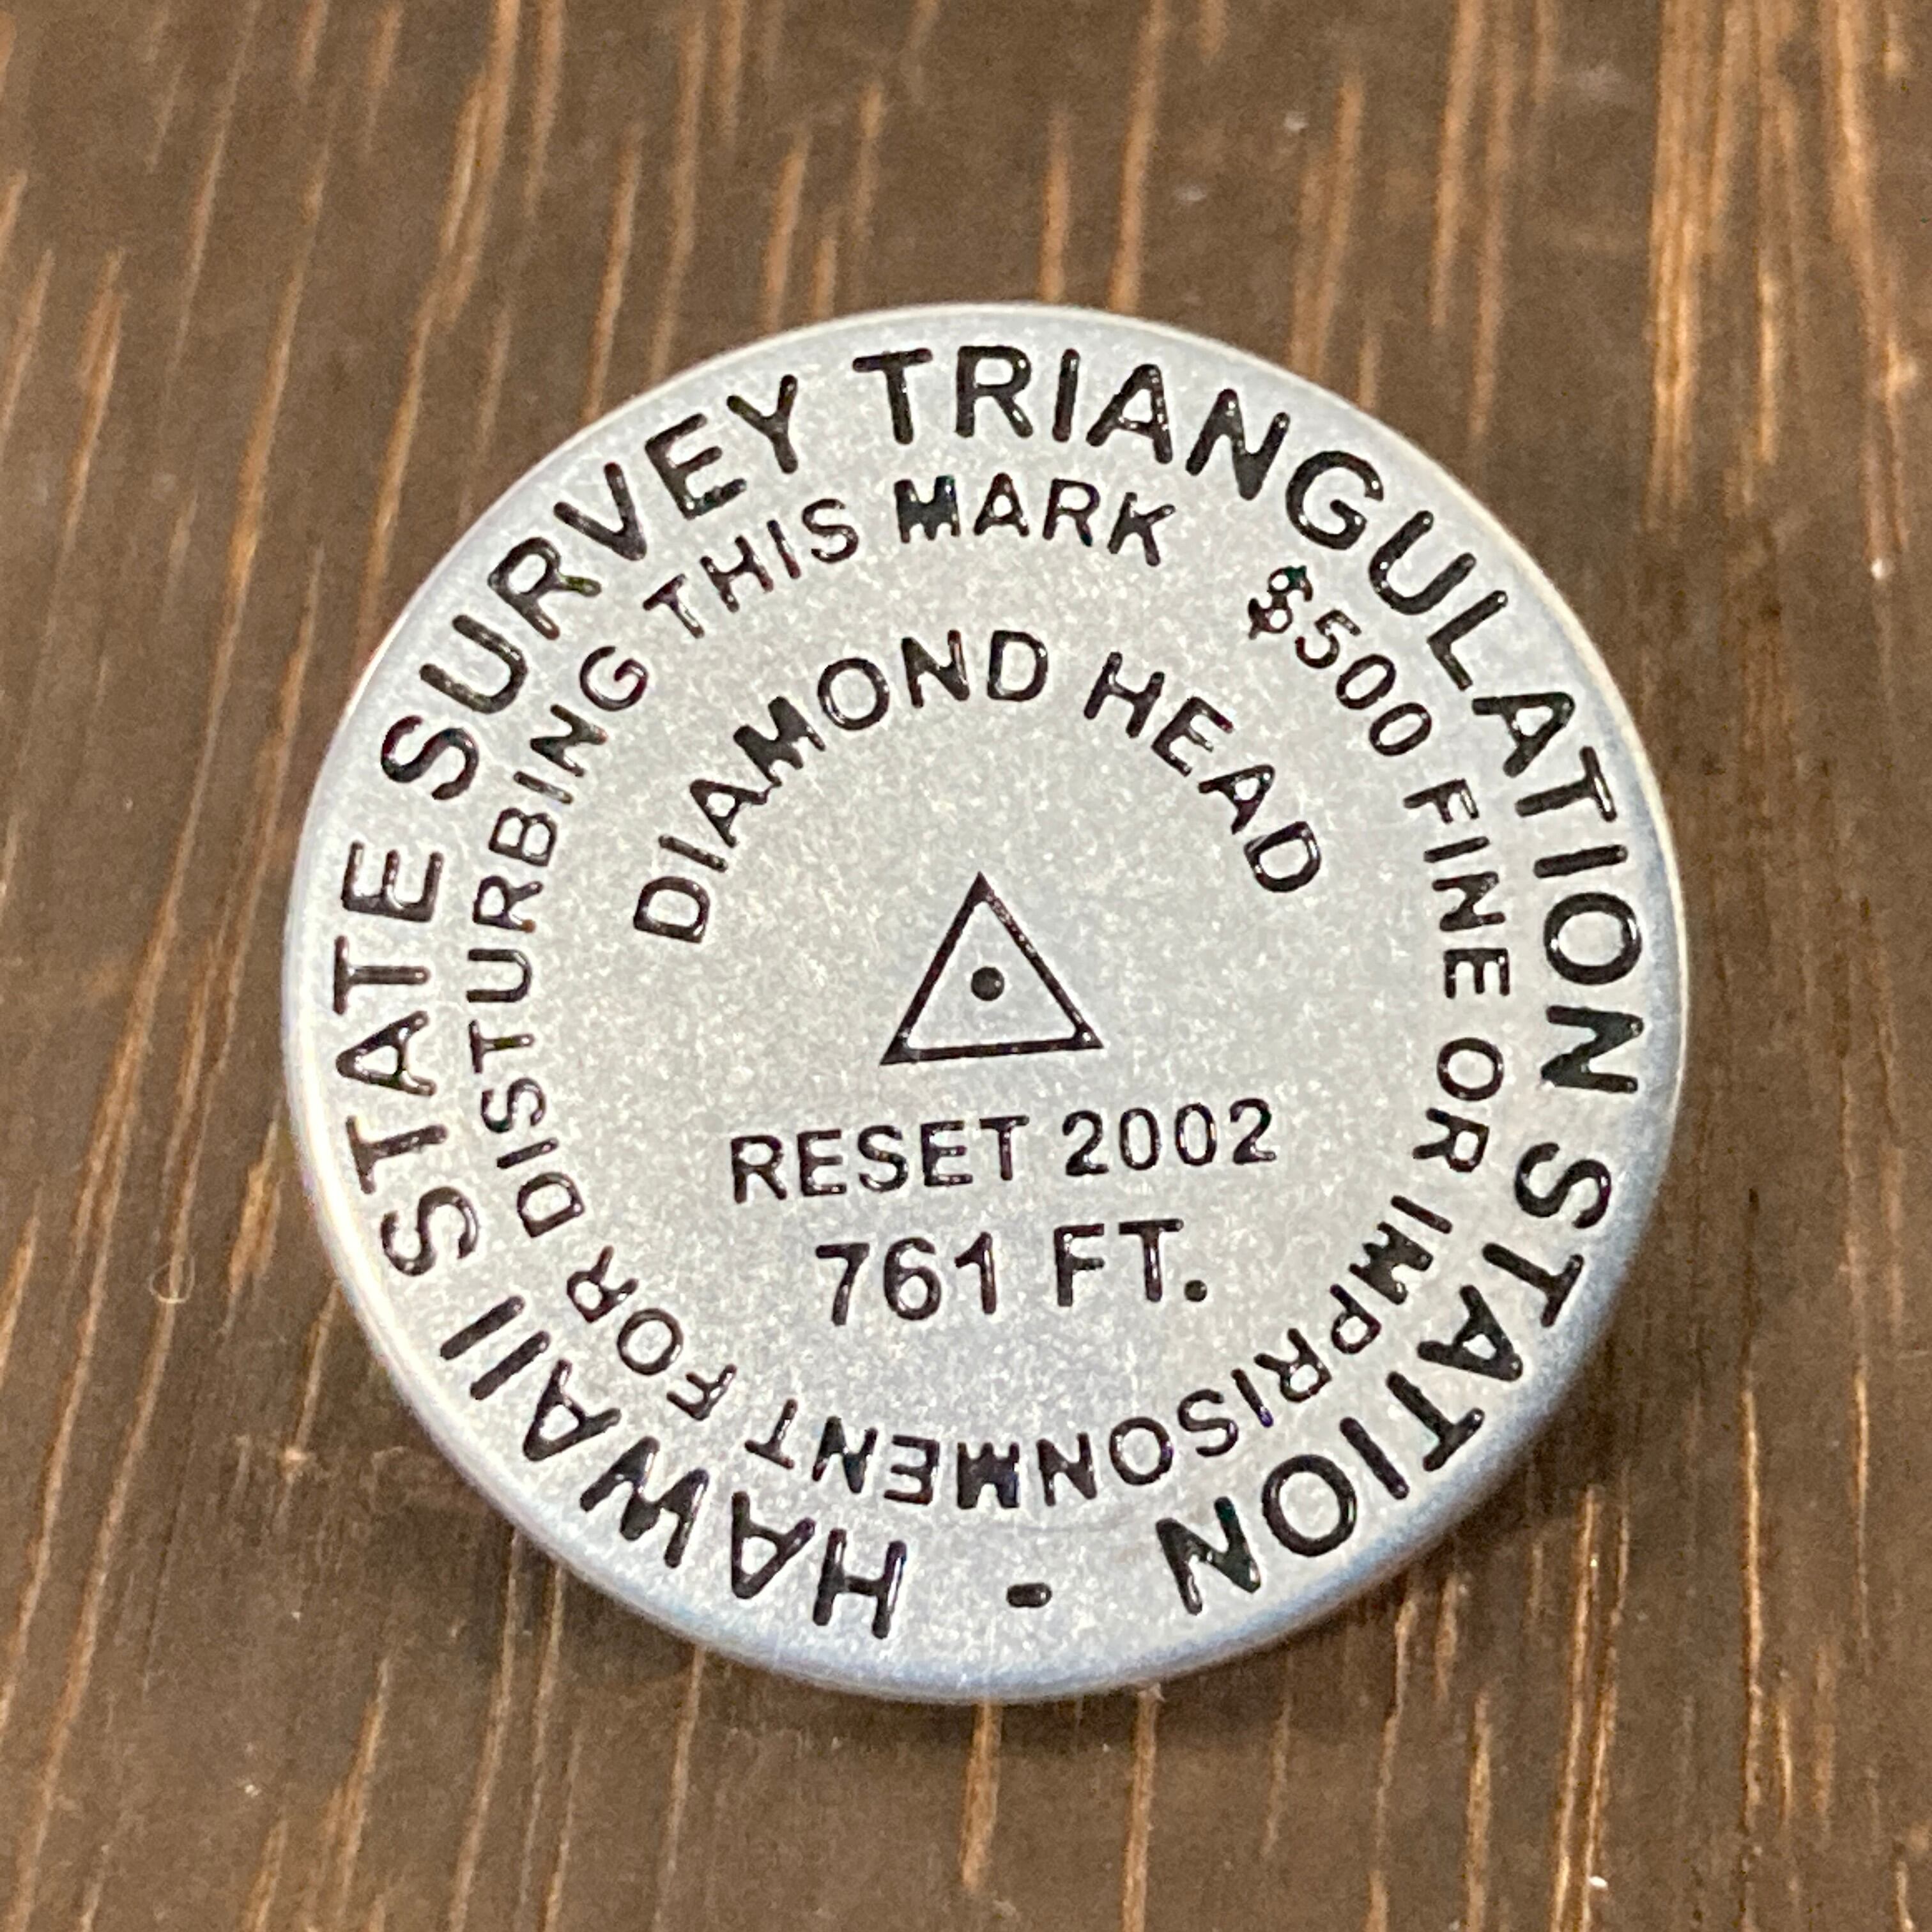 HAWAII STATE SURVEY TRIANGULATION STATION -
$500 FINE OR IMPRISONMENT FOR DISTURBING THIS MARK
DIAMOND HEAD
RESET 2002
761 FT.